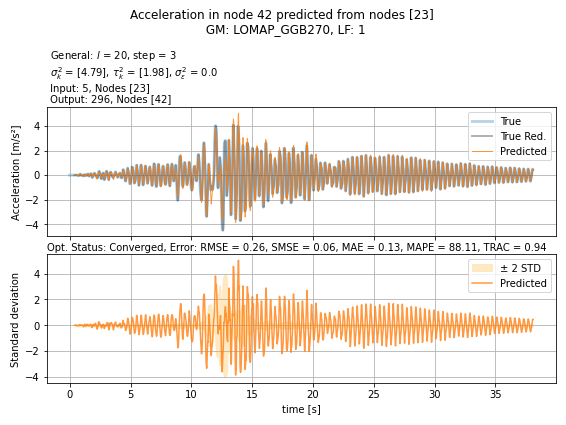 Acceleration in node 42 predicted from nodes [23]
GM: LOMAP_GGB270, LF: 1
General: l = 20, step = 3
σ²ₖ = [4.79], τ²ₖ = [1.98], σ²ε = 0.0
Input: 5, Nodes [23]
Output: 296, Nodes [42]
Acceleration [m/s²]
4
2
0
−2
−4
True
True Red.
Predicted
Opt. Status: Converged, Error: RMSE = 0.26, SMSE = 0.06, MAE = 0.13, MAPE = 88.11, TRAC = 0.94
Standard deviation
4
2
0
−2
−4
± 2 STD
Predicted
0 5 10 15 20 25 30 35
time [s]